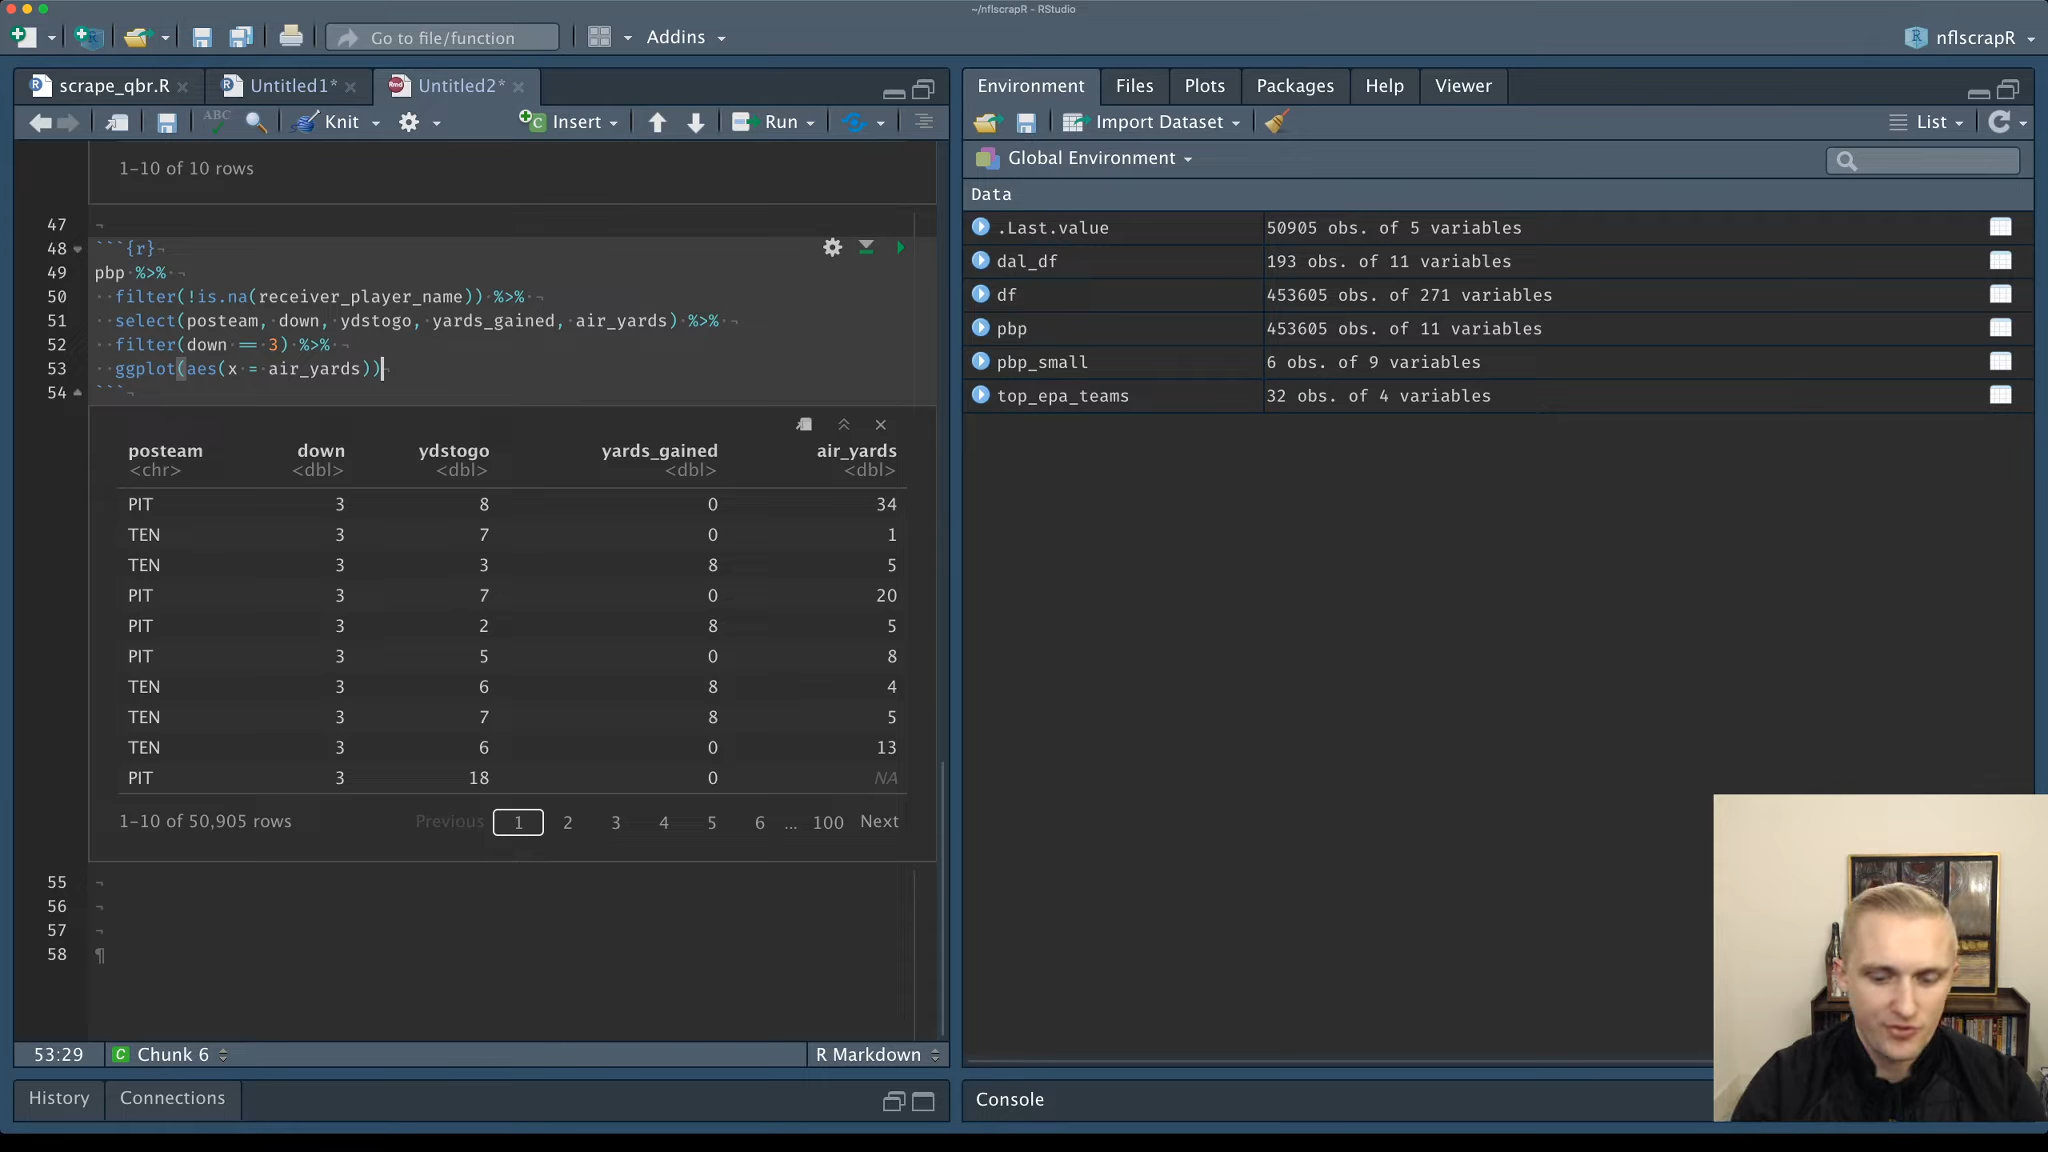 ~/nflscrapR - RStudio
Go to file/function
Addins
nflscrapR
scrape_qbr.R
Untitled1*
Untitled2*
ABC
Knit
Insert
Run
1-10 of 10 rows
47
48 ```{r}
49 pbp %>%
50 filter(!is.na(receiver_player_name)) %>%
51 select(posteam, down, ydstogo, yards_gained, air_yards) %>%
52 filter(down == 3) %>%
53 ggplot(aes(x = air_yards))
54 ```
posteam down ydstogo yards_gained air_yards
<chr> <dbl> <dbl> <dbl> <dbl>
PIT 3 8 0 34
TEN 3 7 0 1
TEN 3 3 8 5
PIT 3 7 0 20
PIT 3 2 8 5
PIT 3 5 0 8
TEN 3 6 8 4
TEN 3 7 8 5
TEN 3 6 0 13
PIT 3 18 0 NA
1-10 of 50,905 rows Previous 1 2 3 4 5 6 ... 100 Next
55
56
57
58
53:29 Chunk 6 R Markdown
History Connections
Environment Files Plots Packages Help Viewer
Import Dataset List
Global Environment
Data
.Last.value 50905 obs. of 5 variables
dal_df 193 obs. of 11 variables
df 453605 obs. of 271 variables
pbp 453605 obs. of 11 variables
pbp_small 6 obs. of 9 variables
top_epa_teams 32 obs. of 4 variables
Console